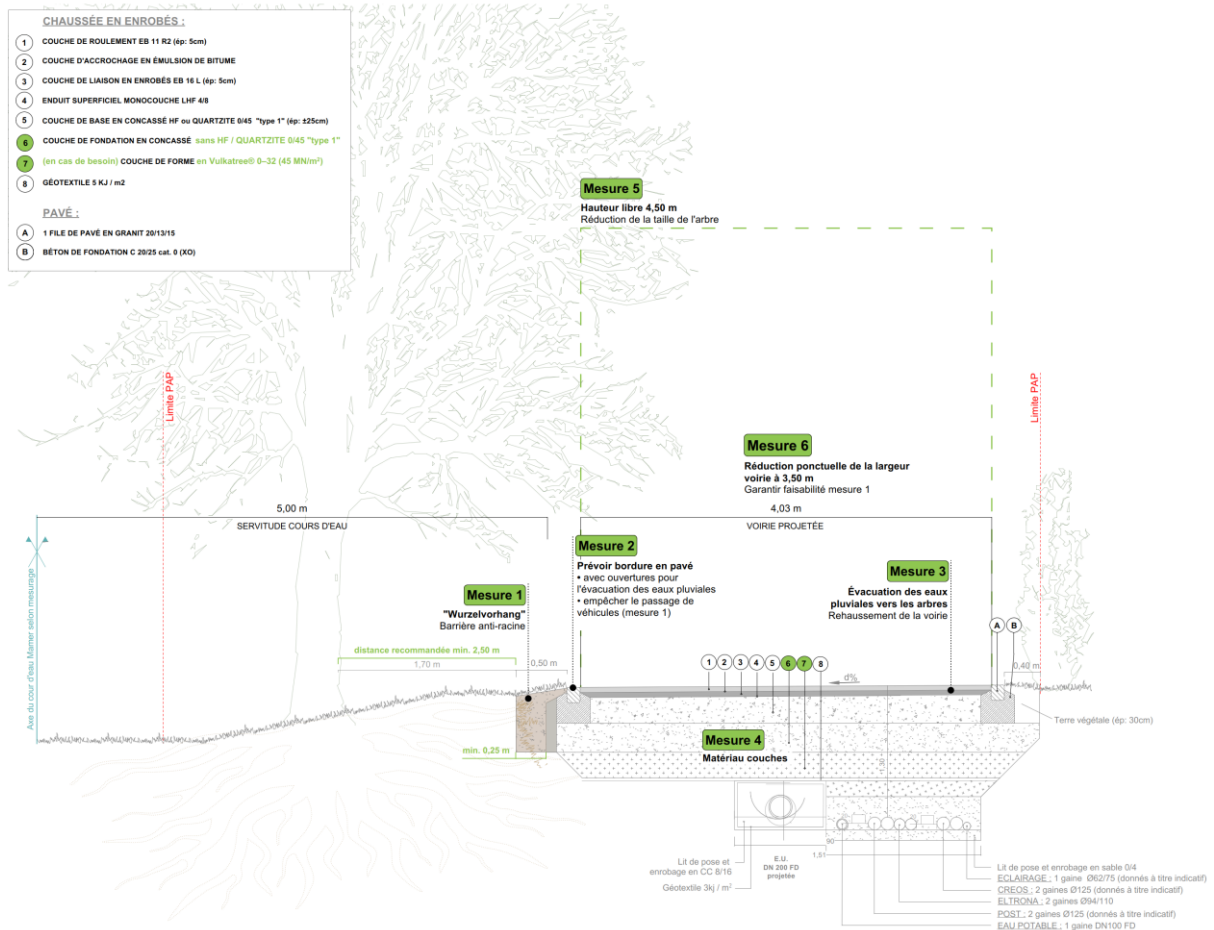 CHAUSSÉE EN ENROBÉS :
1 COUCHE DE ROULEMENT EB 11 R2 (ép: 5cm)
2 COUCHE D'ACCROCHAGE EN ÉMULSION DE BITUME
3 COUCHE DE LIAISON EN ENROBÉS EB 16 L (ép: 5cm)
4 ENDUIT SUPERFICIEL MONOCOUCHE LHF 4/8
5 COUCHE DE BASE EN CONCASSÉ HF ou QUARTZITE 0/45 "type 1" (ép: ±25cm)
6 COUCHE DE FONDATION EN CONCASSÉ sans HF / QUARTZITE 0/45 "type 1"
7 (en cas de besoin) COUCHE DE FORME en Vulkatree® 0–32 (45 MN/m²)
8 GÉOTEXTILE 5 KJ / m2
PAVÉ :
A 1 FILE DE PAVÉ EN GRANIT 20/13/15
B BÉTON DE FONDATION C 20/25 cat. 0 (XO)
Mesure 5
Hauteur libre 4,50 m
Réduction de la taille de l'arbre
Limite PAP
Limite PAP
Mesure 6
Réduction ponctuelle de la largeur
voirie à 3,50 m
Garantir faisabilité mesure 1
5,00 m
SERVITUDE COURS D'EAU
4,03 m
VOIRIE PROJETÉE
Axe du cour d'eau Mamer selon mesurage
Mesure 2
Prévoir bordure en pavé
• avec ouvertures pour
l'évacuation des eaux pluviales
• empêcher le passage de
véhicules (mesure 1)
Mesure 3
Évacuation des eaux
pluviales vers les arbres
Rehaussement de la voirie
Mesure 1
"Wurzelvorhang"
Barrière anti-racine
A B
distance recommandée min. 2,50 m
1,70 m
0,50 m
1 2 3 4 5 6 7 8
d%
0,40 m
Terre végétale (ép: 30cm)
Mesure 4
Matériau couches
min. 0,25 m
1,30
90
1,51
E.U.
DN 200 FD
projetée
Lit de pose et
enrobage en CC 8/16
Géotextile 3kj / m²
Lit de pose et enrobage en sable 0/4
ECLAIRAGE : 1 gaine Ø62/75 (donnés à titre indicatif)
CREOS : 2 gaines Ø125 (donnés à titre indicatif)
ELTRONA : 2 gaines Ø94/110
POST : 2 gaines Ø125 (donnés à titre indicatif)
EAU POTABLE : 1 gaine DN100 FD